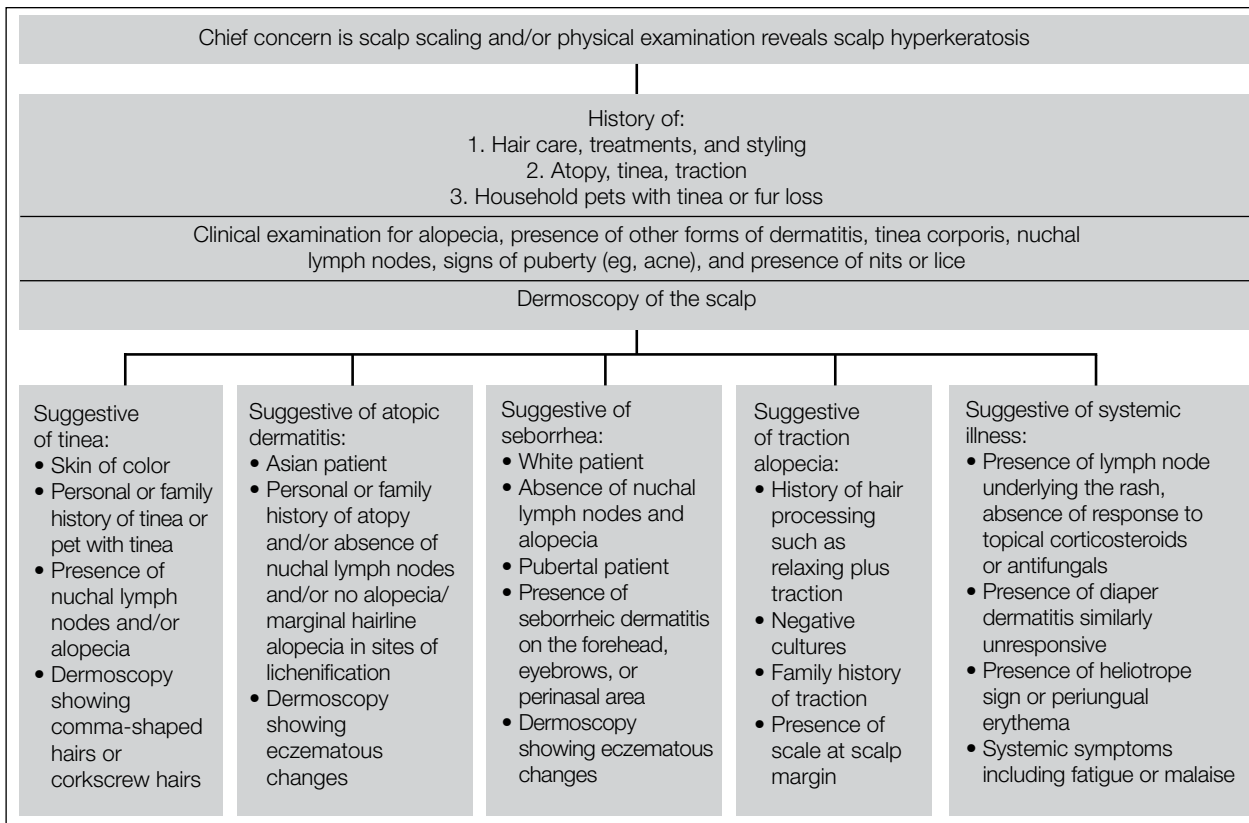 Chief concern is scalp scaling and/or physical examination reveals scalp hyperkeratosis
History of:
1. Hair care, treatments, and styling
2. Atopy, tinea, traction
3. Household pets with tinea or fur loss
Clinical examination for alopecia, presence of other forms of dermatitis, tinea corporis, nuchal
lymph nodes, signs of puberty (eg, acne), and presence of nits or lice
Dermoscopy of the scalp
Suggestive
of tinea:
• Skin of color
• Personal or family
history of tinea or
pet with tinea
• Presence of
nuchal lymph
nodes and/or
alopecia
• Dermoscopy
showing
comma-shaped
hairs or
corkscrew hairs
Suggestive of atopic
dermatitis:
• Asian patient
• Personal or family
history of atopy
and/or absence of
nuchal lymph nodes
and/or no alopecia/
marginal hairline
alopecia in sites of
lichenification
• Dermoscopy
showing
eczematous
changes
Suggestive of
seborrhea:
• White patient
• Absence of nuchal
lymph nodes and
alopecia
• Pubertal patient
• Presence of
seborrheic dermatitis
on the forehead,
eyebrows, or
perinasal area
• Dermoscopy
showing eczematous
changes
Suggestive
of traction
alopecia:
• History of hair
processing
such as
relaxing plus
traction
• Negative
cultures
• Family history
of traction
• Presence of
scale at scalp
margin
Suggestive of systemic
illness:
• Presence of lymph node
underlying the rash,
absence of response to
topical corticosteroids
or antifungals
• Presence of diaper
dermatitis similarly
unresponsive
• Presence of heliotrope
sign or periungual
erythema
• Systemic symptoms
including fatigue or malaise